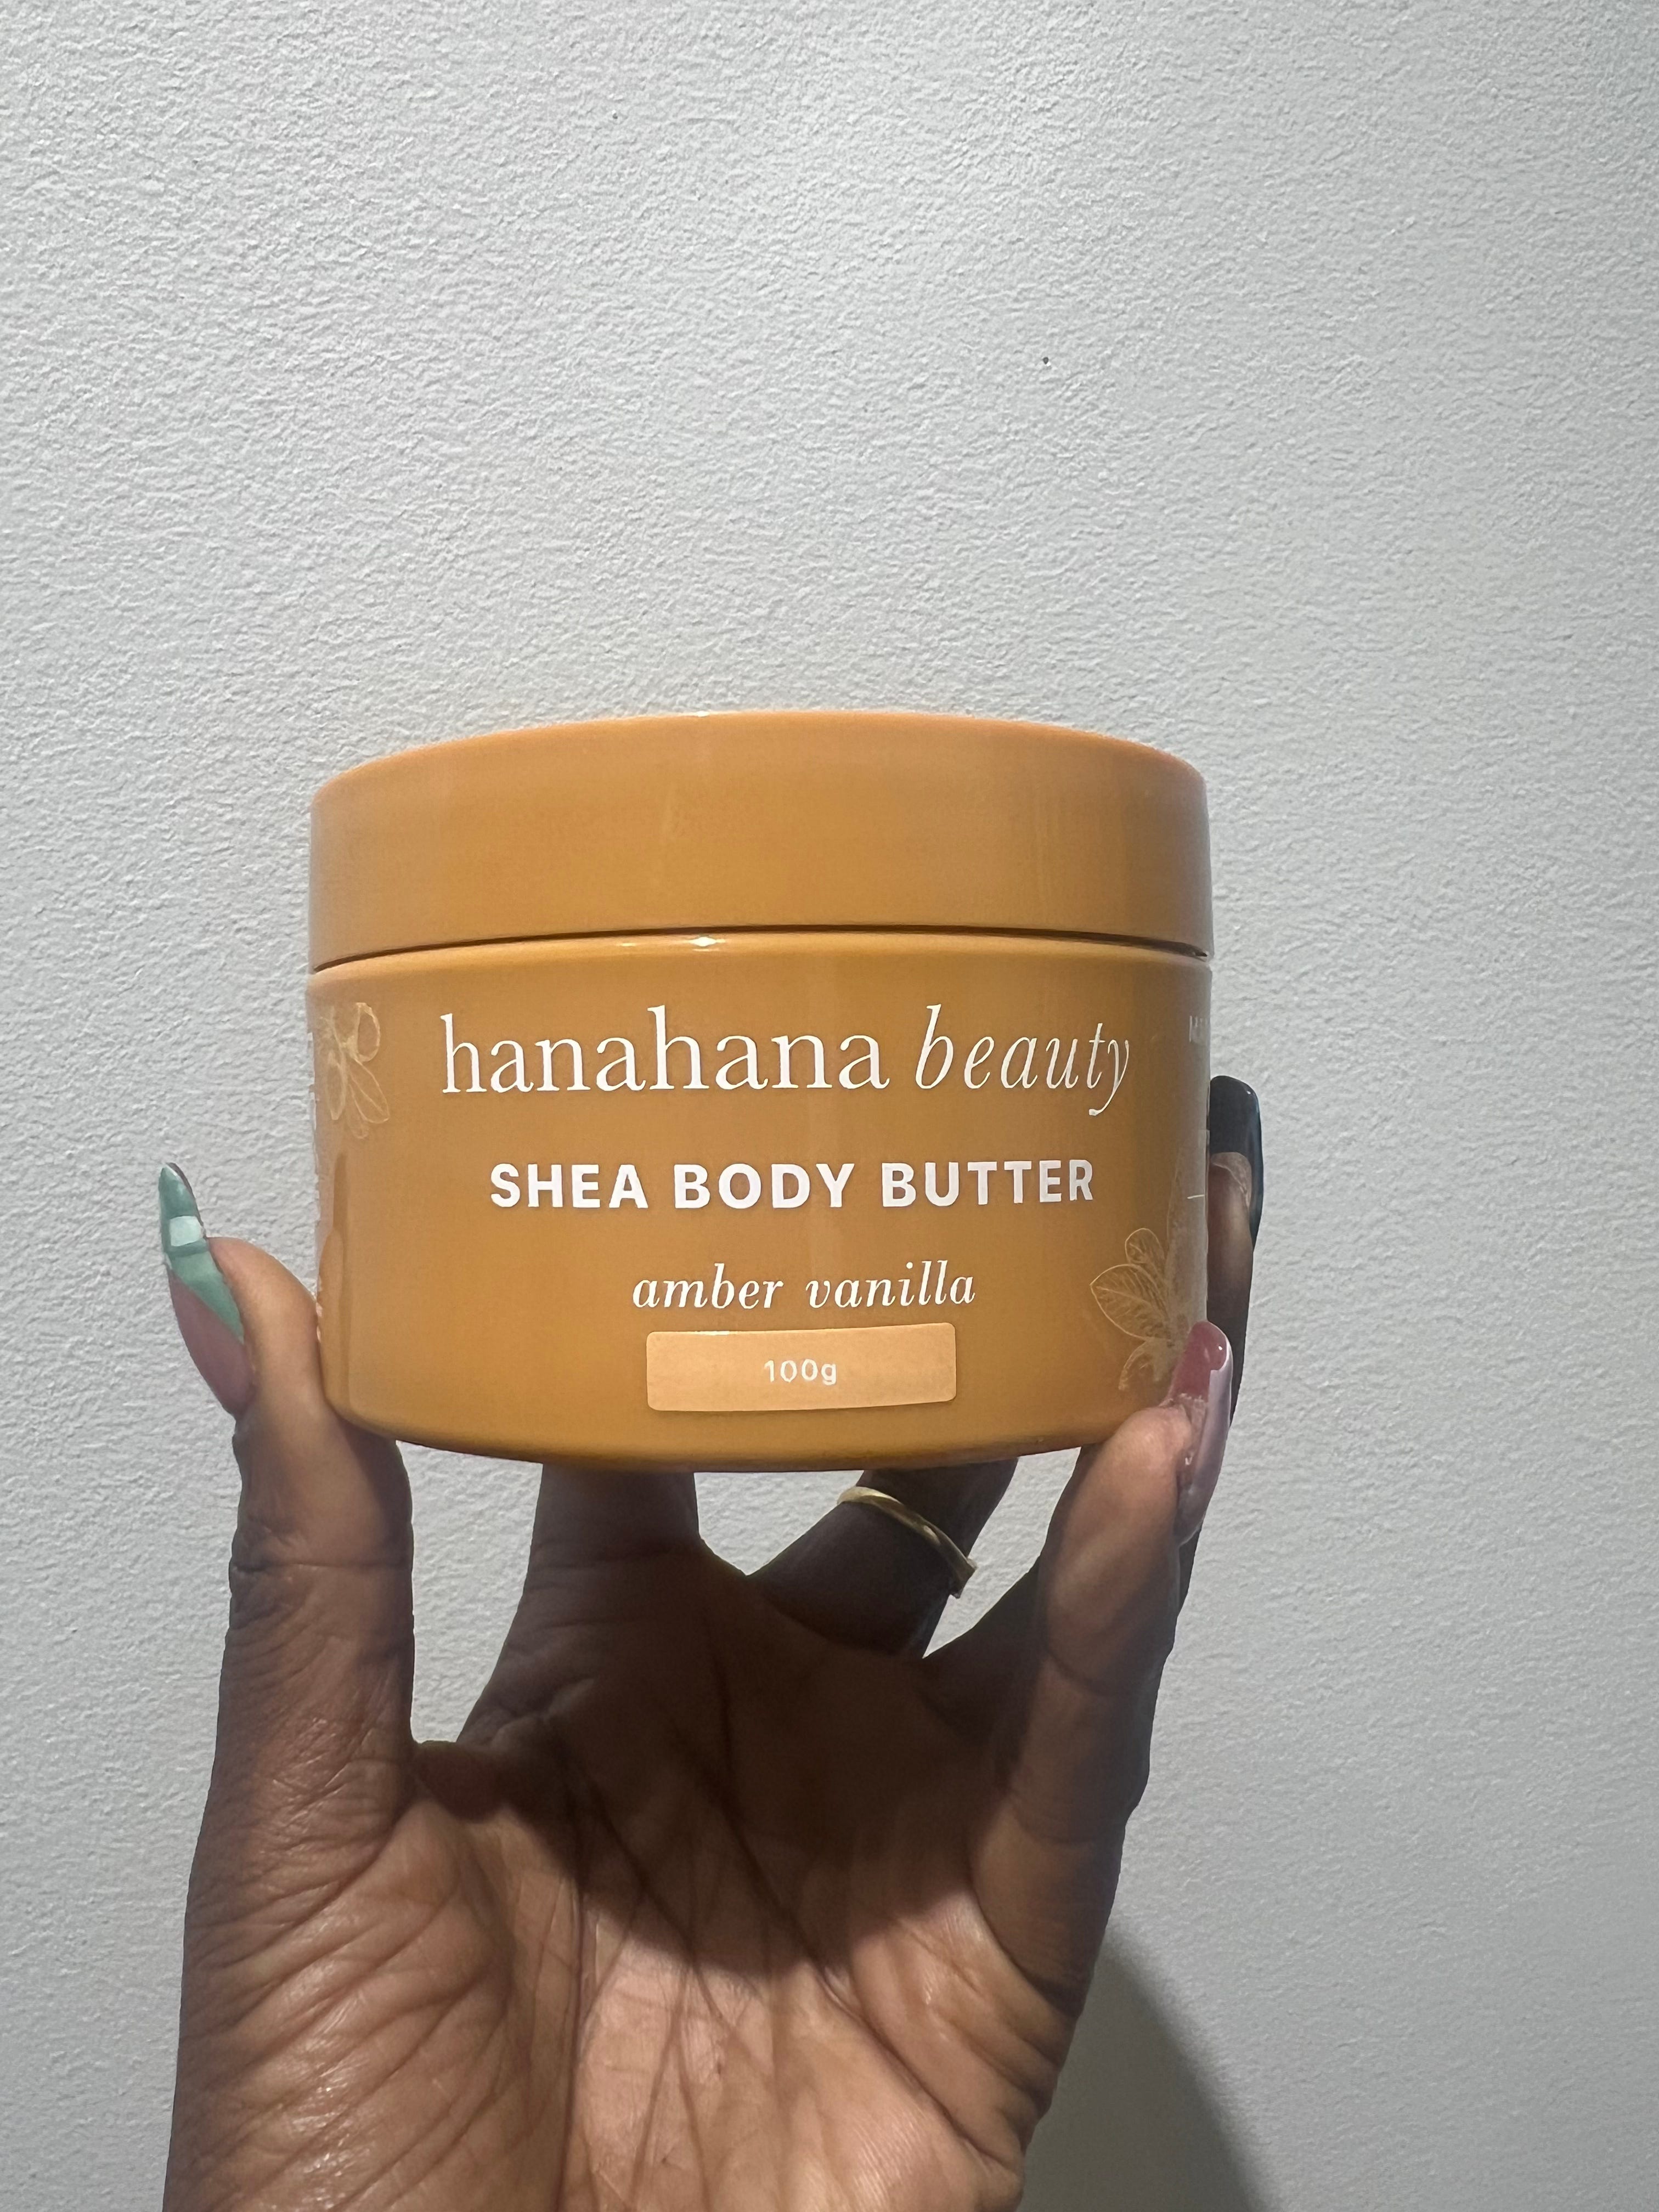 hanahana beauty
SHEA BODY BUTTER
amber vanilla
100g